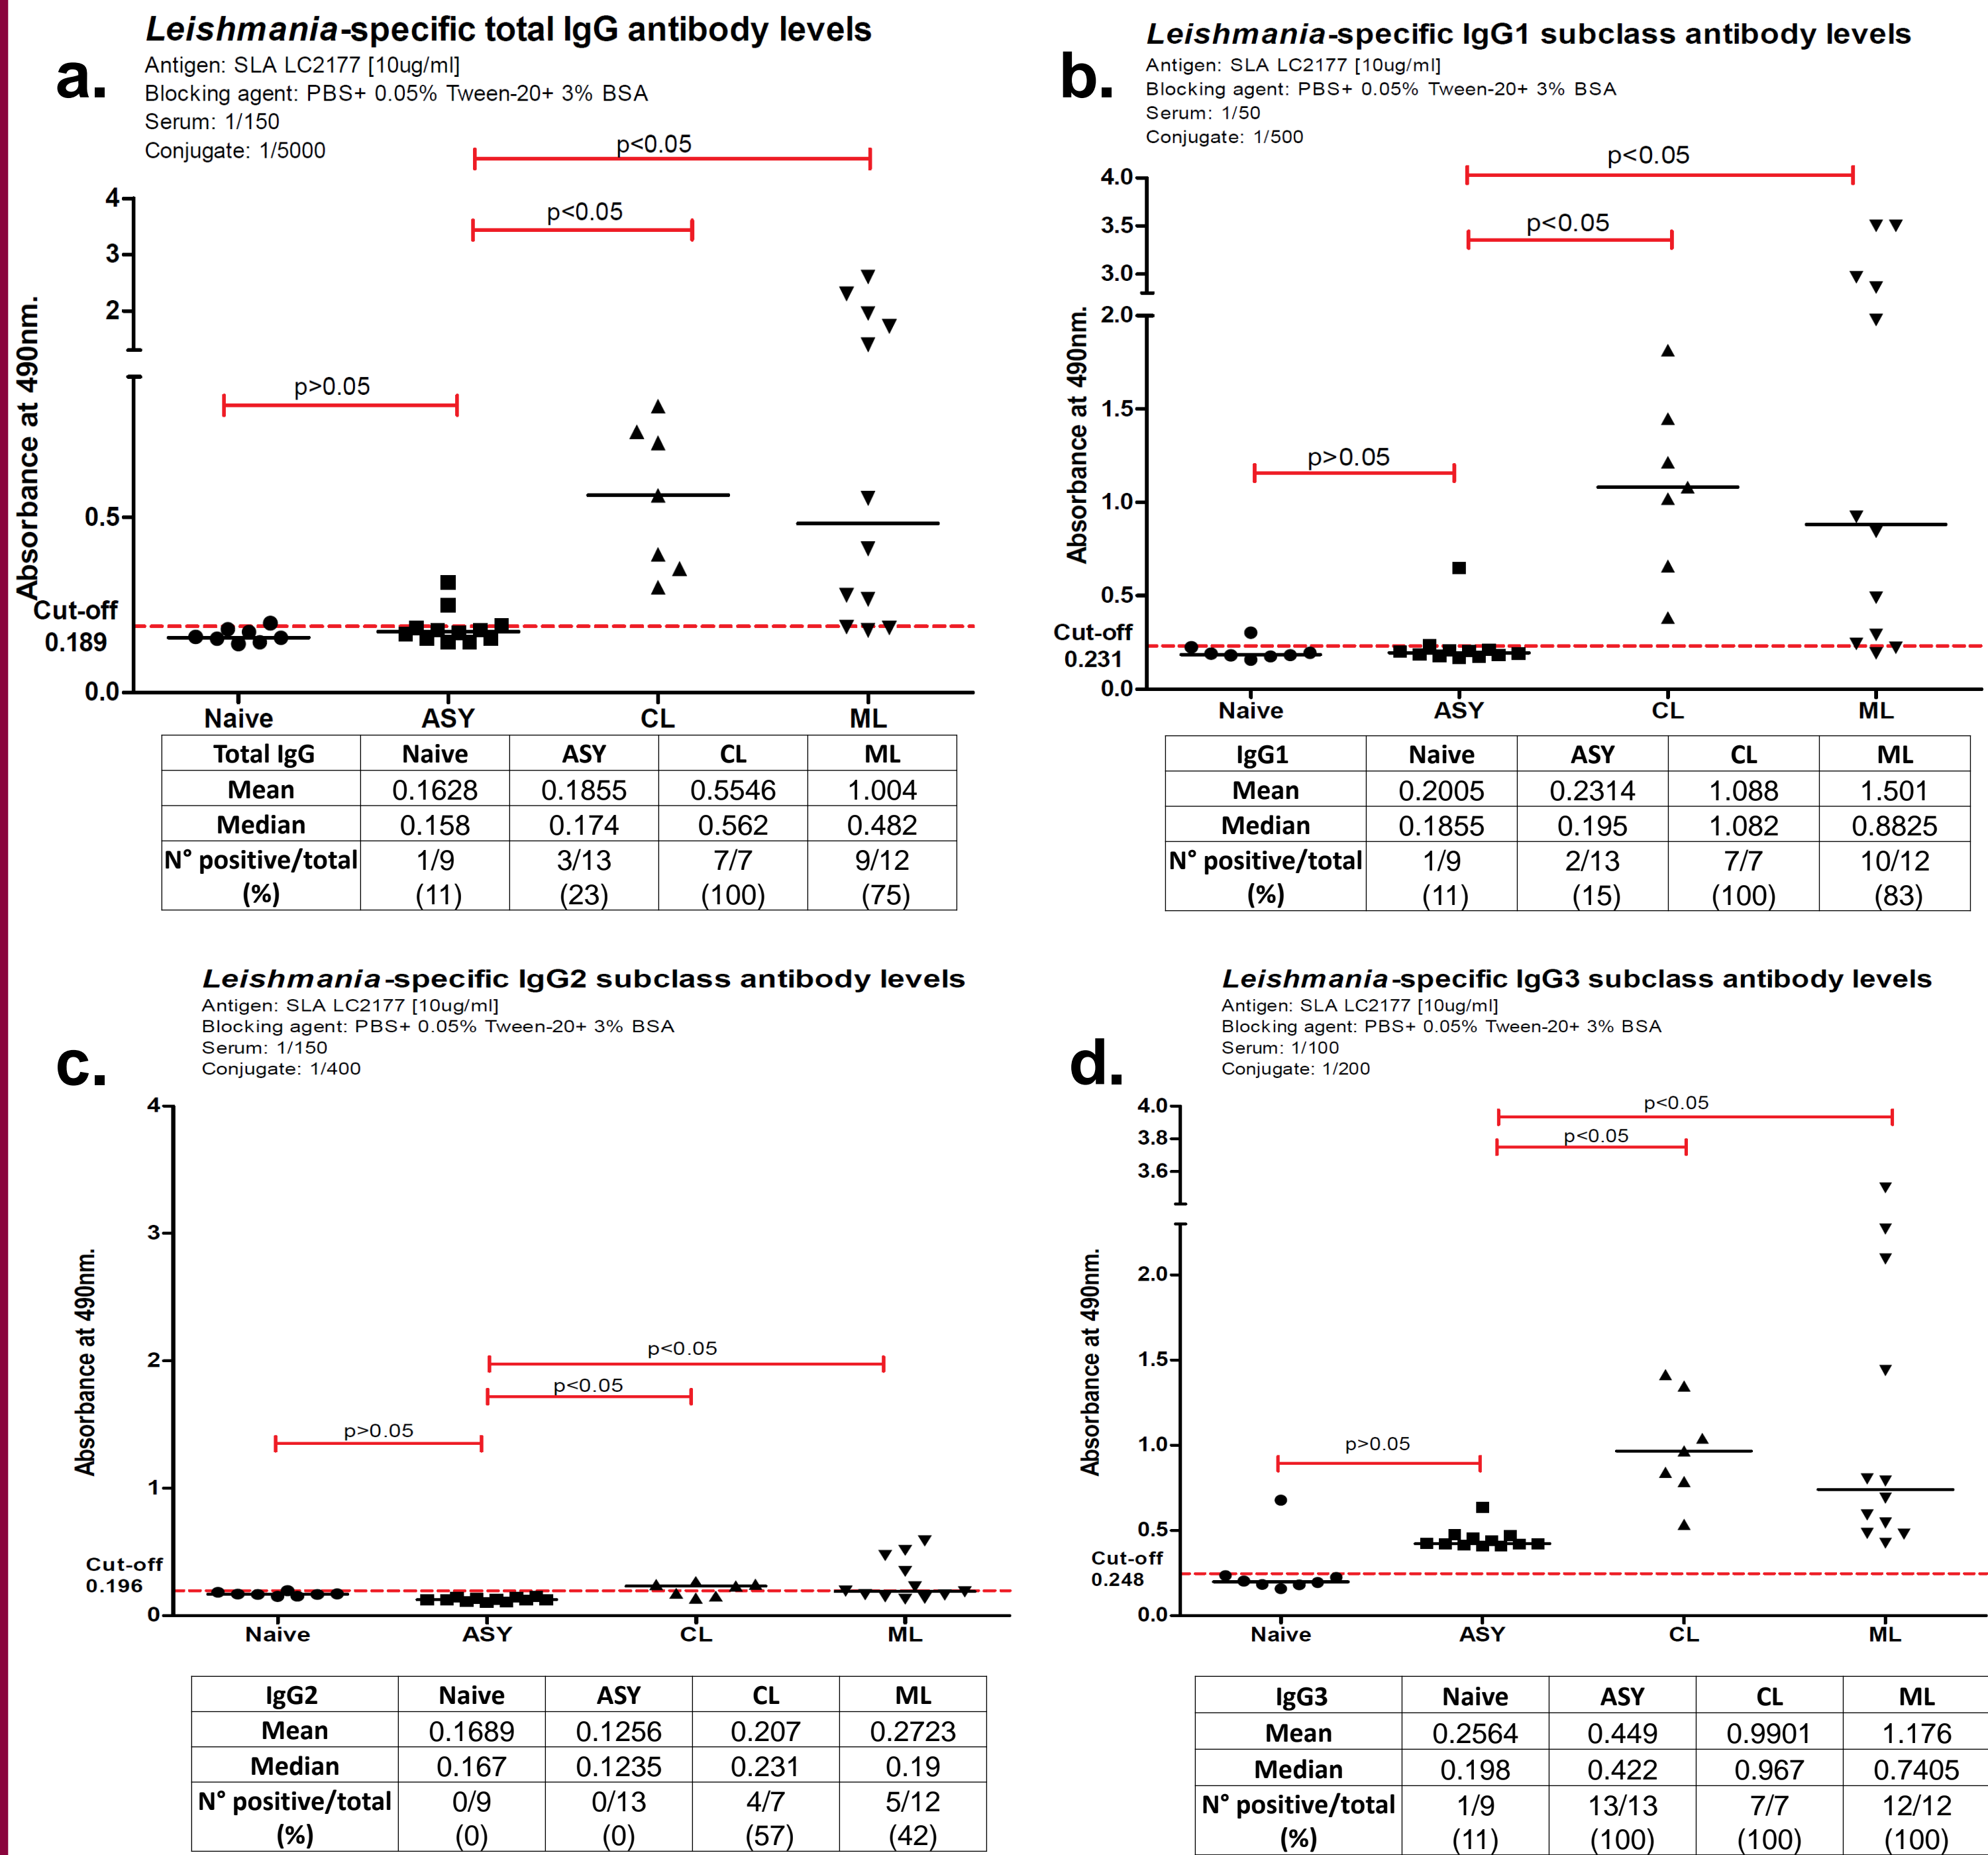 a.
Leishmania-specific total IgG antibody levels
Antigen: SLA LC2177 [10ug/ml]
Blocking agent: PBS+ 0.05% Tween-20+ 3% BSA
Serum: 1/150
Conjugate: 1/5000
p<0.05
p<0.05
p>0.05
Absorbance at 490nm.
4
3
2
0.5
Cut-off
0.189
0.0
Naive ASY CL ML
Total IgG Naive ASY CL ML
Mean 0.1628 0.1855 0.5546 1.004
Median 0.158 0.174 0.562 0.482
N° positive/total 1/9 3/13 7/7 9/12
(%) (11) (23) (100) (75)
b.
Leishmania-specific IgG1 subclass antibody levels
Antigen: SLA LC2177 [10ug/ml]
Blocking agent: PBS+ 0.05% Tween-20+ 3% BSA
Serum: 1/50
Conjugate: 1/500
p<0.05
p<0.05
p>0.05
Absorbance at 490nm.
4.0
3.5
3.0
2.0
1.5
1.0
0.5
Cut-off
0.231
0.0
Naive ASY CL ML
IgG1 Naive ASY CL ML
Mean 0.2005 0.2314 1.088 1.501
Median 0.1855 0.195 1.082 0.8825
N° positive/total 1/9 2/13 7/7 10/12
(%) (11) (15) (100) (83)
c.
Leishmania-specific IgG2 subclass antibody levels
Antigen: SLA LC2177 [10ug/ml]
Blocking agent: PBS+ 0.05% Tween-20+ 3% BSA
Serum: 1/150
Conjugate: 1/400
p<0.05
p<0.05
p>0.05
Absorbance at 490nm.
4
3
2
1
Cut-off
0.196
0
Naive ASY CL ML
IgG2 Naive ASY CL ML
Mean 0.1689 0.1256 0.207 0.2723
Median 0.167 0.1235 0.231 0.19
N° positive/total 0/9 0/13 4/7 5/12
(%) (0) (0) (57) (42)
d.
Leishmania-specific IgG3 subclass antibody levels
Antigen: SLA LC2177 [10ug/ml]
Blocking agent: PBS+ 0.05% Tween-20+ 3% BSA
Serum: 1/100
Conjugate: 1/200
p<0.05
p<0.05
p>0.05
Absorbance at 490nm.
4.0
3.8
3.6
2.0
1.5
1.0
0.5
Cut-off
0.248
0.0
Naive ASY CL ML
IgG3 Naive ASY CL ML
Mean 0.2564 0.449 0.9901 1.176
Median 0.198 0.422 0.967 0.7405
N° positive/total 1/9 13/13 7/7 12/12
(%) (11) (100) (100) (100)